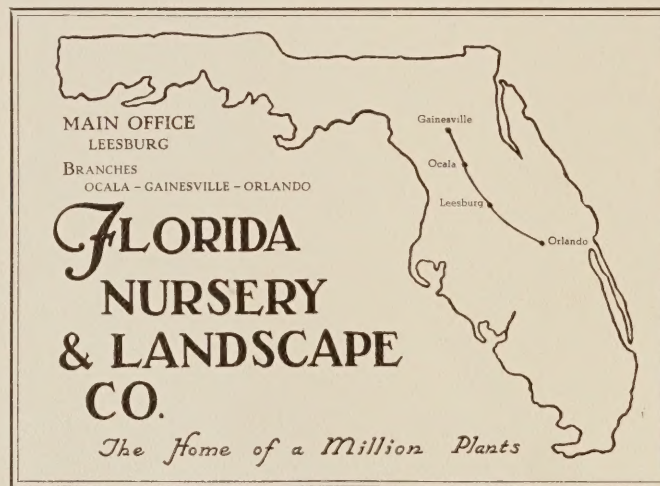 MAIN OFFICE
LEESBURG
BRANCHES
OCALA – GAINESVILLE – ORLANDO
FLORIDA
NURSERY
& LANDSCAPE
CO.
The Home of a Million Plants
Gainesville
Ocala
Leesburg
Orlando